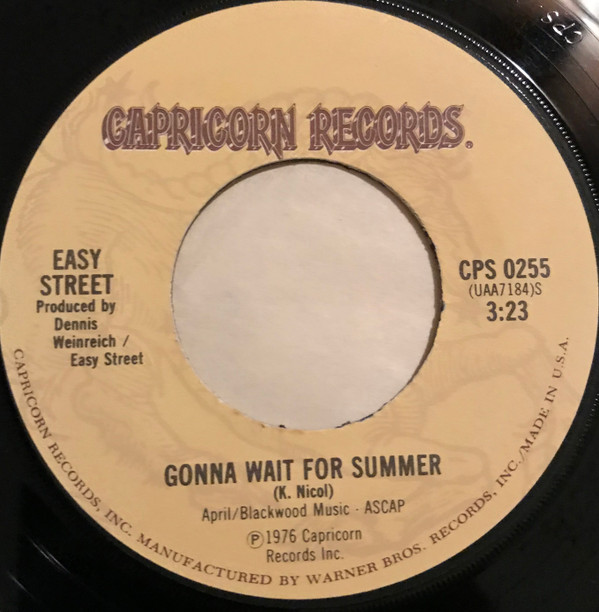 CPS
CAPRICORN RECORDS.
EASY
STREET
Produced by
Dennis
Weinreich /
Easy Street
CPS 0255
(UAA7184)S
3:23
GONNA WAIT FOR SUMMER
(K. Nicol)
April/Blackwood Music - ASCAP
Ⓟ1976 Capricorn
Records Inc.
CAPRICORN RECORDS, INC. MANUFACTURED BY WARNER BROS. RECORDS, INC./MADE IN U.S.A.